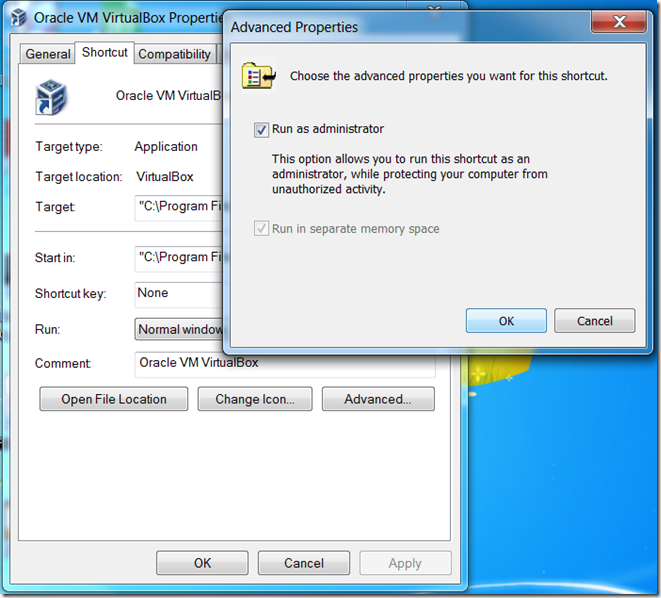 Oracle VM VirtualBox Properti
General
Shortcut
Compatibility
Oracle VM VirtualB
Target type: Application
Target location: VirtualBox
Target: "C:\Program Fi
Start in: "C:\Program Fi
Shortcut key: None
Run: Normal window
Comment: Oracle VM VirtualBox
Open File Location
Change Icon...
Advanced...
OK
Cancel
Apply
Advanced Properties
Choose the advanced properties you want for this shortcut.
Run as administrator
This option allows you to run this shortcut as an
administrator, while protecting your computer from
unauthorized activity.
Run in separate memory space
OK
Cancel